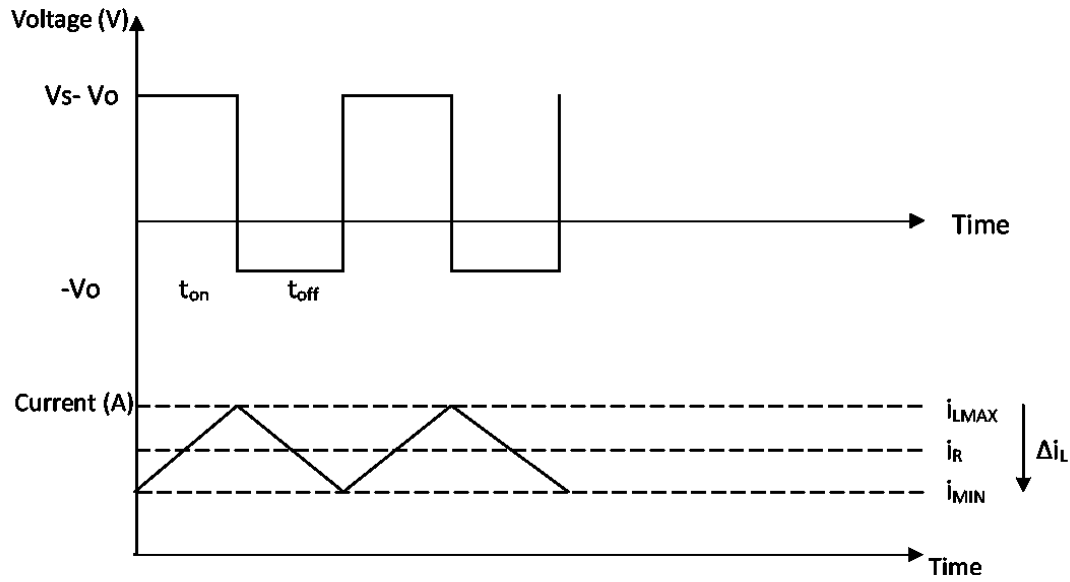 Voltage (V)
Vs- Vo
Time
-Vo
ton
toff
Current (A)
iLMAX
iR
ΔiL
iMIN
Time